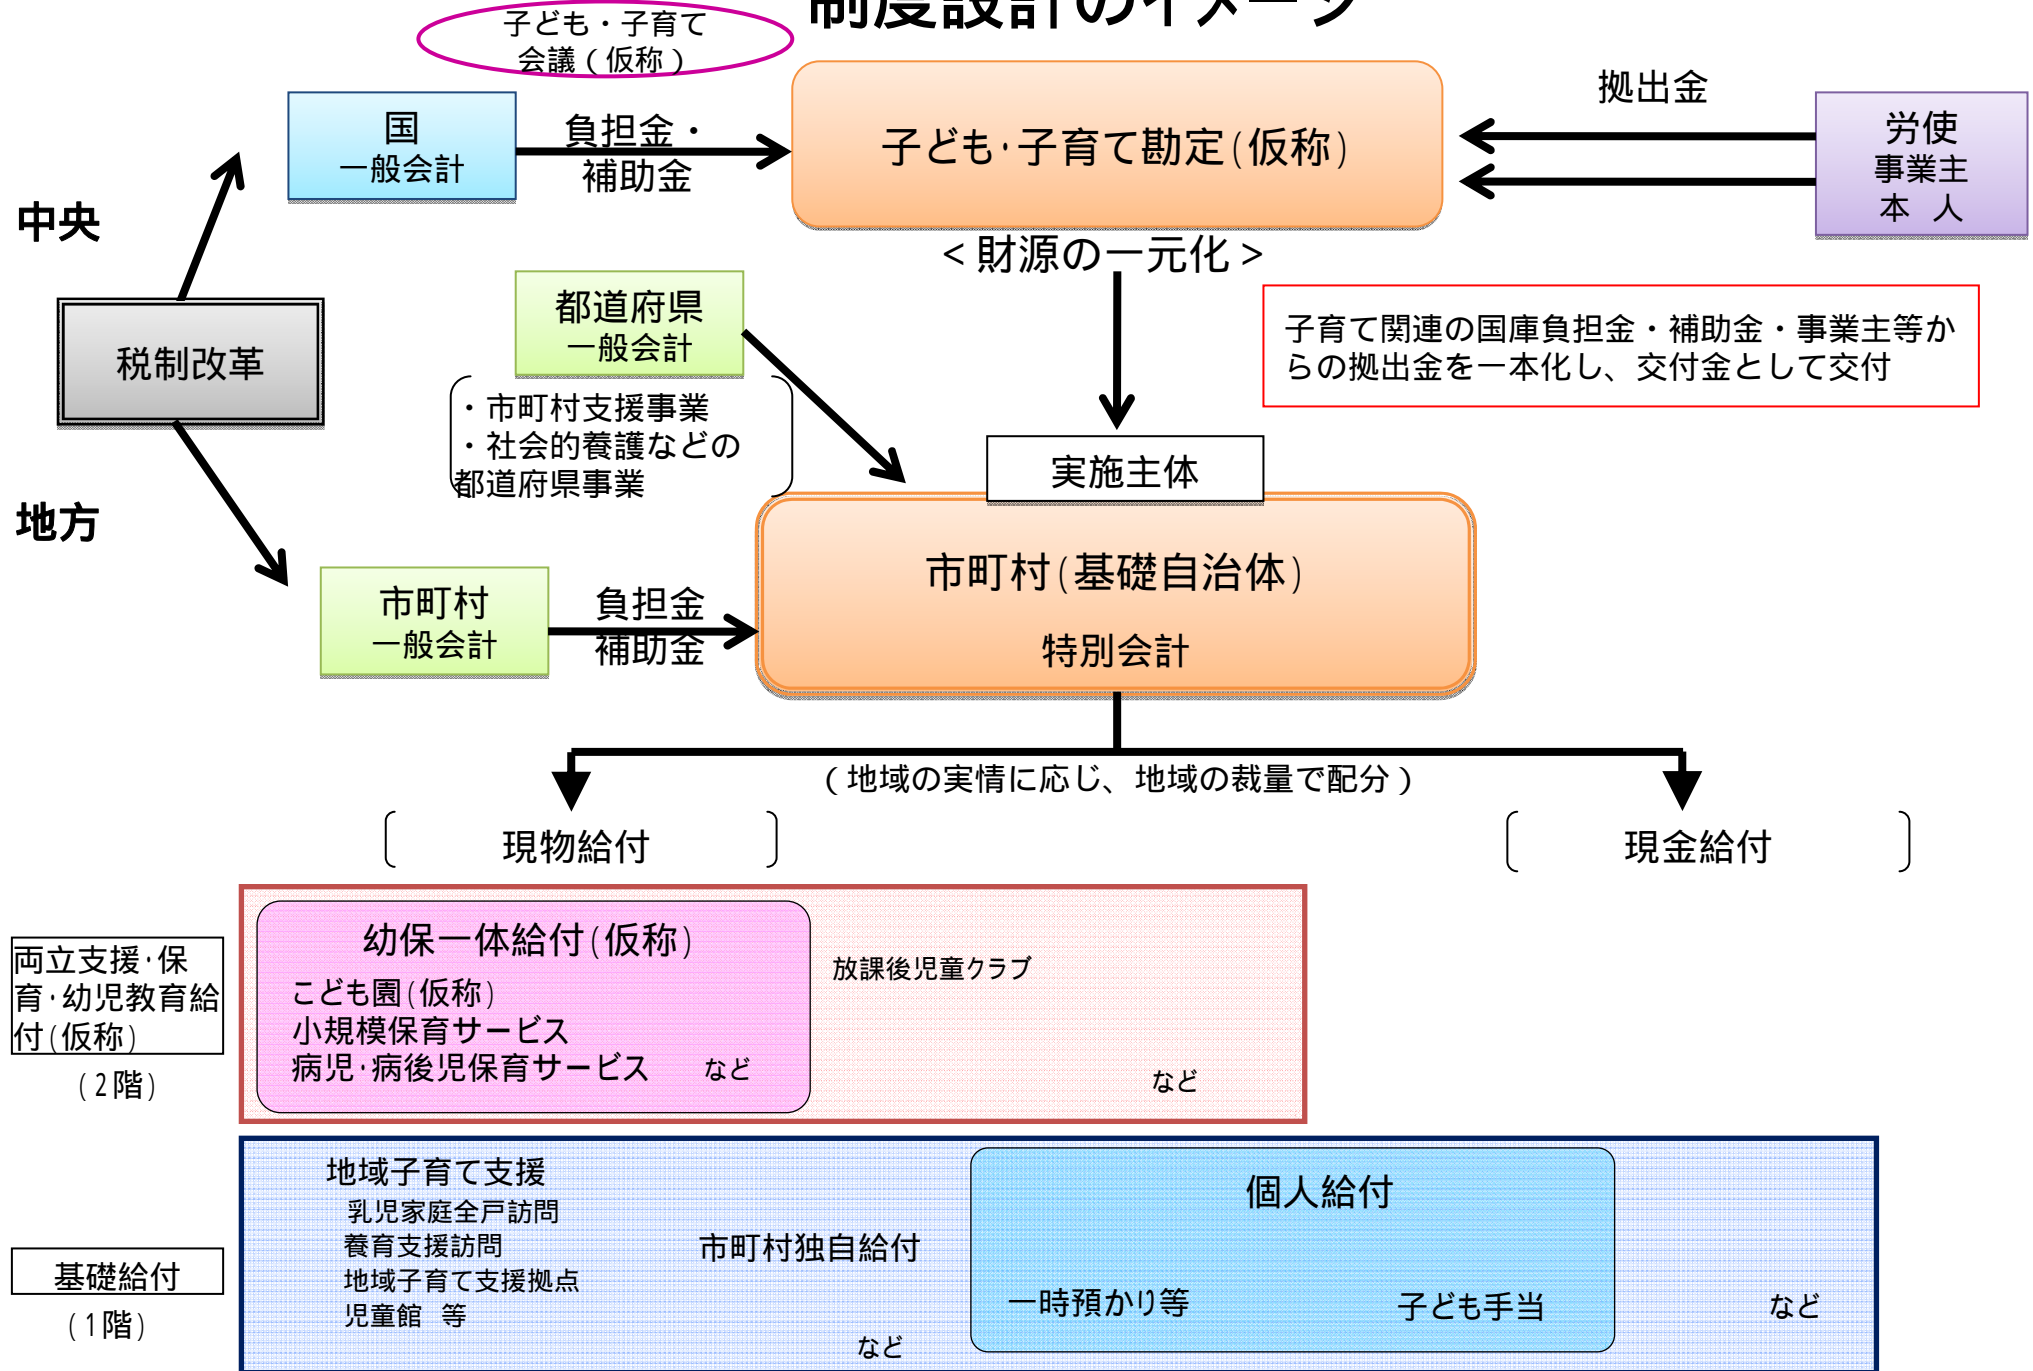 制度設計のイメージ
子ども・子育て
会議(仮称)
国
一般会計
負担金・
補助金
子ども・子育て勘定(仮称)
拠出金
労使
事業主
本 人
中央
<財源の一元化>
都道府県
一般会計
子育て関連の国庫負担金・補助金・事業主等か
らの拠出金を一本化し、交付金として交付
税制改革
・市町村支援事業
・社会的養護などの
都道府県事業
実施主体
地方
市町村(基礎自治体)
特別会計
市町村
一般会計
負担金
補助金
(地域の実情に応じ、地域の裁量で配分)
現物給付
現金給付
両立支援・保
育・幼児教育給
付(仮称)
(2階)
幼保一体給付(仮称)
こども園(仮称)
小規模保育サービス
病児・病後児保育サービス など
放課後児童クラブ
など
基礎給付
(1階)
地域子育て支援
乳児家庭全戸訪問
養育支援訪問
地域子育て支援拠点
児童館 等
市町村独自給付
など
個人給付
一時預かり等
子ども手当
など